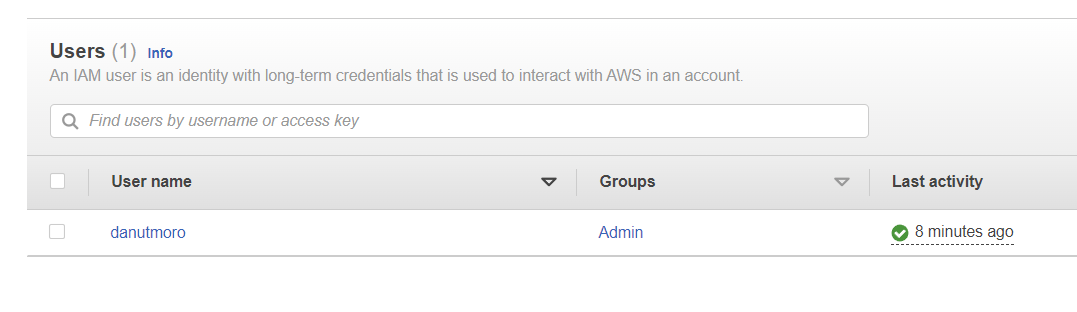 Users (1) Info
An IAM user is an identity with long-term credentials that is used to interact with AWS in an account.
Find users by username or access key
User name Groups Last activity
danutmoro Admin 8 minutes ago